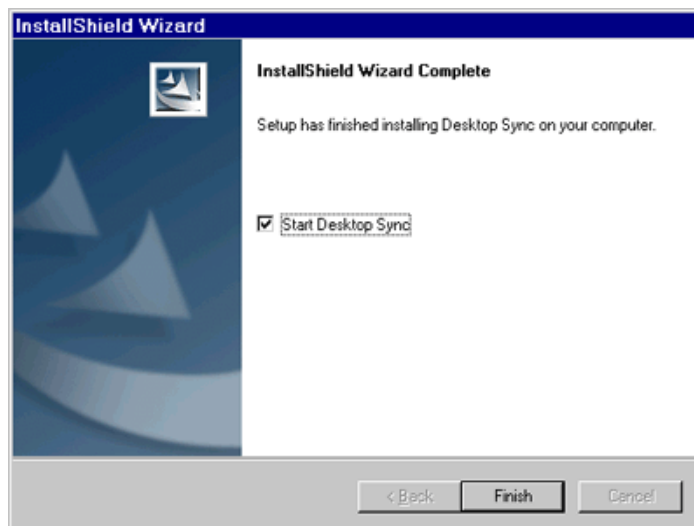 InstallShield Wizard
InstallShield Wizard Complete
Setup has finished installing Desktop Sync on your computer.
Start Desktop Sync
< Back Finish Cancel